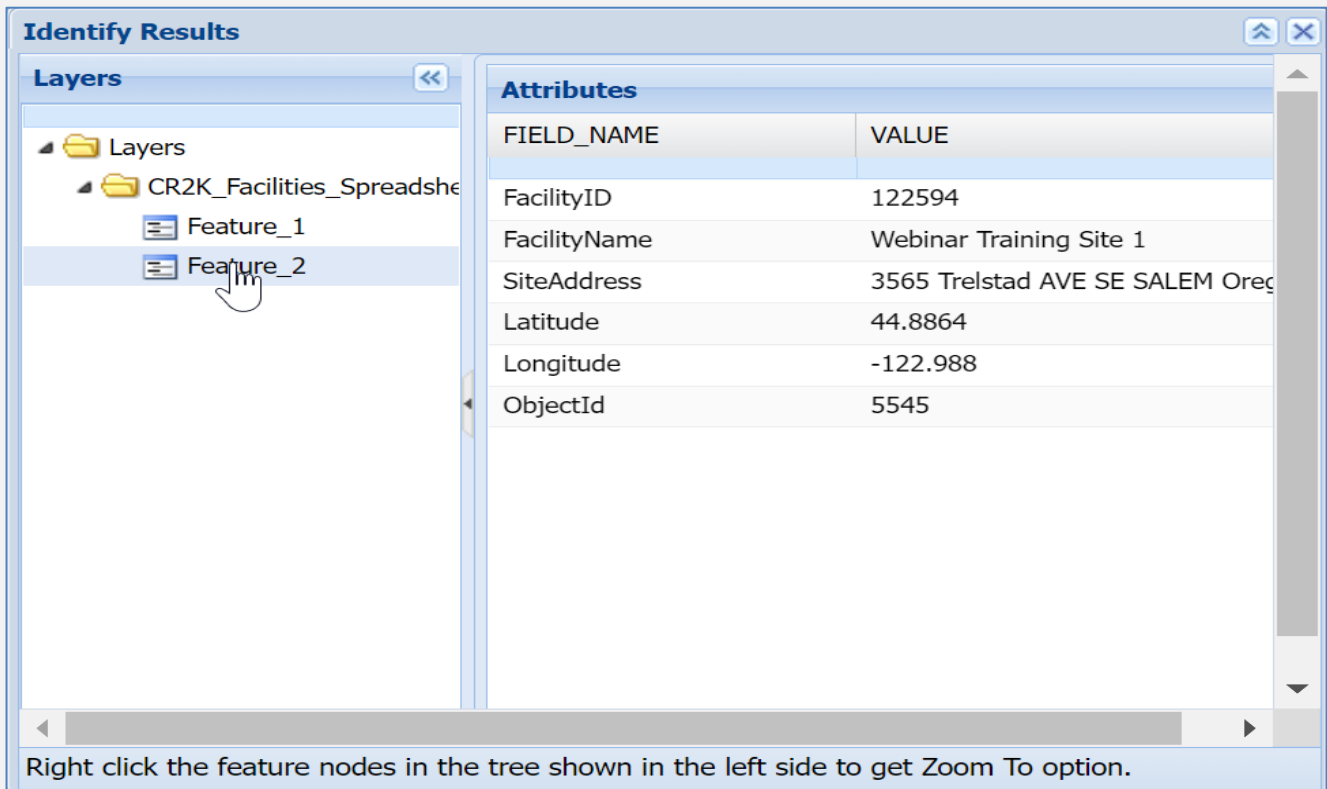 Identify Results
Layers
Layers
CR2K_Facilities_Spreadshe
Feature_1
Feature_2
Attributes
FIELD_NAME VALUE
FacilityID 122594
FacilityName Webinar Training Site 1
SiteAddress 3565 Trelstad AVE SE SALEM Oreg
Latitude 44.8864
Longitude -122.988
ObjectId 5545
Right click the feature nodes in the tree shown in the left side to get Zoom To option.